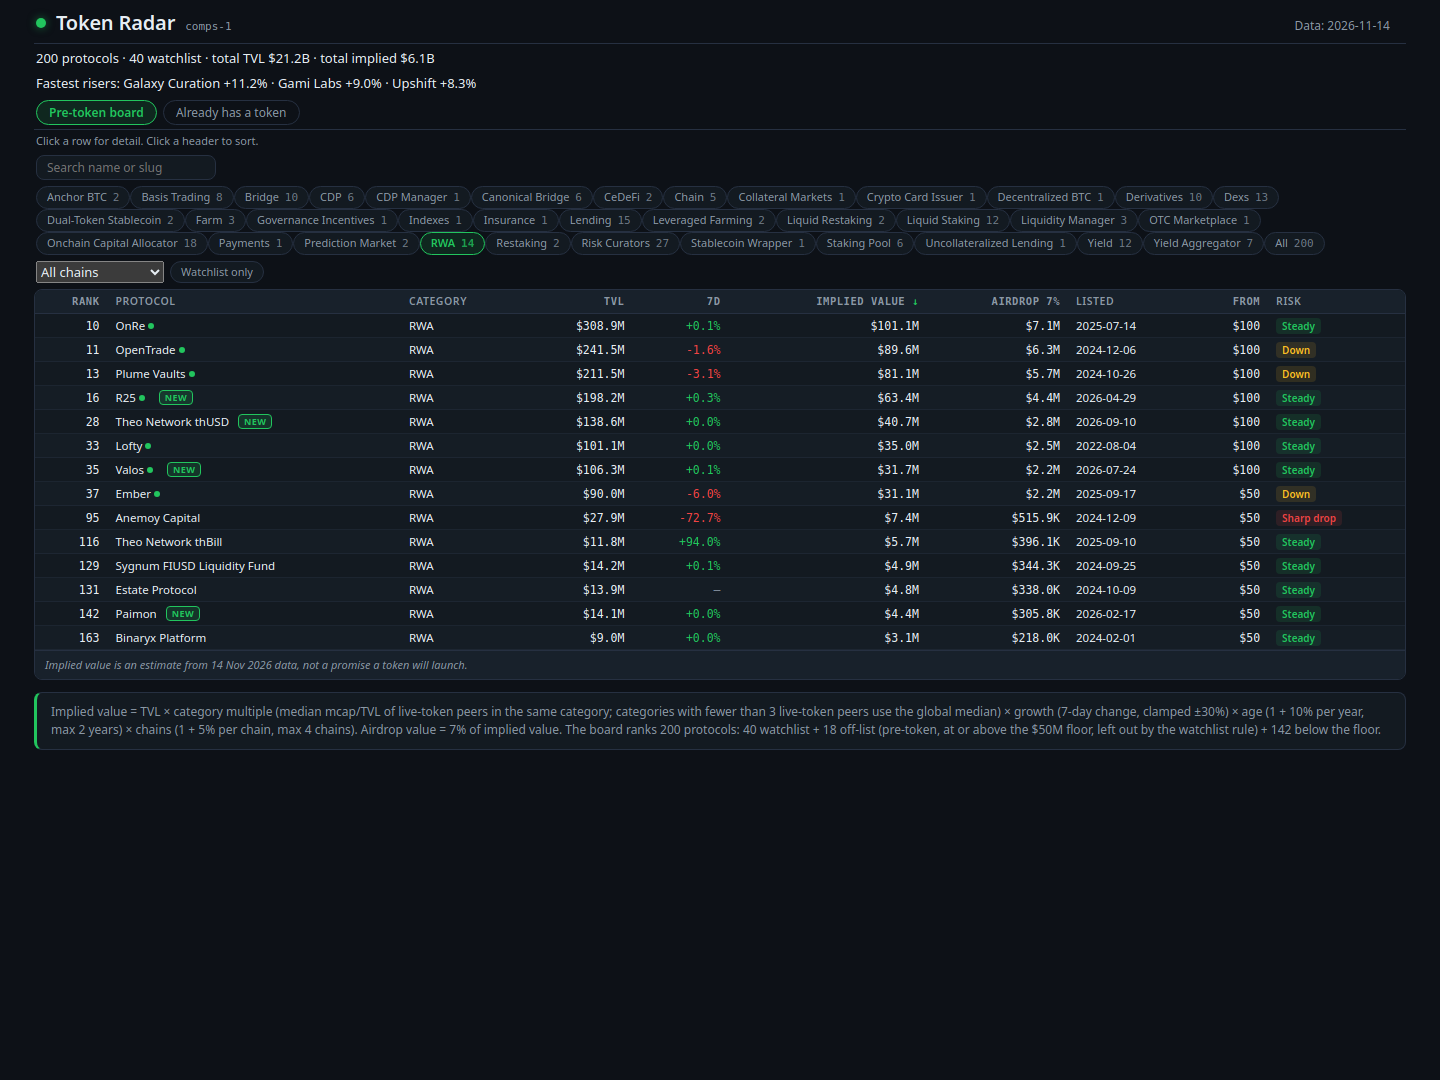 Token Radar comps-1
Data: 2026-11-14
200 protocols · 40 watchlist · total TVL $21.2B · total implied $6.1B
Fastest risers: Galaxy Curation +11.2% · Gami Labs +9.0% · Upshift +8.3%
Pre-token board Already has a token
Click a row for detail. Click a header to sort.
Search name or slug
Anchor BTC 2 Basis Trading 8 Bridge 10 CDP 6 CDP Manager 1 Canonical Bridge 6 CeDeFi 2 Chain 5 Collateral Markets 1 Crypto Card Issuer 1 Decentralized BTC 1 Derivatives 10 Dexs 13
Dual-Token Stablecoin 2 Farm 3 Governance Incentives 1 Indexes 1 Insurance 1 Lending 15 Leveraged Farming 2 Liquid Restaking 2 Liquid Staking 12 Liquidity Manager 3 OTC Marketplace 1
Onchain Capital Allocator 18 Payments 1 Prediction Market 2 RWA 14 Restaking 2 Risk Curators 27 Stablecoin Wrapper 1 Staking Pool 6 Uncollateralized Lending 1 Yield 12 Yield Aggregator 7 All 200
All chains Watchlist only
RANK PROTOCOL CATEGORY TVL 7D IMPLIED VALUE ↓ AIRDROP 7% LISTED FROM RISK
10 OnRe RWA $308.9M +0.1% $101.1M $7.1M 2025-07-14 $100 Steady
11 OpenTrade RWA $241.5M -1.6% $89.6M $6.3M 2024-12-06 $100 Down
13 Plume Vaults RWA $211.5M -3.1% $81.1M $5.7M 2024-10-26 $100 Down
16 R25 NEW RWA $198.2M +0.3% $63.4M $4.4M 2026-04-29 $100 Steady
28 Theo Network thUSD NEW RWA $138.6M +0.0% $40.7M $2.8M 2026-09-10 $100 Steady
33 Lofty RWA $101.1M +0.0% $35.0M $2.5M 2022-08-04 $100 Steady
35 Valos NEW RWA $106.3M +0.1% $31.7M $2.2M 2026-07-24 $100 Steady
37 Ember RWA $90.0M -6.0% $31.1M $2.2M 2025-09-17 $50 Down
95 Anemoy Capital RWA $27.9M -72.7% $7.4M $515.9K 2024-12-09 $50 Sharp drop
116 Theo Network thBill RWA $11.8M +94.0% $5.7M $396.1K 2025-09-10 $50 Steady
129 Sygnum FIUSD Liquidity Fund RWA $14.2M +0.1% $4.9M $344.3K 2024-09-25 $50 Steady
131 Estate Protocol RWA $13.9M — $4.8M $338.0K 2024-10-09 $50 Steady
142 Paimon NEW RWA $14.1M +0.0% $4.4M $305.8K 2026-02-17 $50 Steady
163 Binaryx Platform RWA $9.0M +0.0% $3.1M $218.0K 2024-02-01 $50 Steady
Implied value is an estimate from 14 Nov 2026 data, not a promise a token will launch.
Implied value = TVL × category multiple (median mcap/TVL of live-token peers in the same category; categories with fewer than 3 live-token peers use the global median) × growth (7-day change, clamped ±30%) × age (1 + 10% per year,
max 2 years) × chains (1 + 5% per chain, max 4 chains). Airdrop value = 7% of implied value. The board ranks 200 protocols: 40 watchlist + 18 off-list (pre-token, at or above the $50M floor, left out by the watchlist rule) + 142 below the floor.